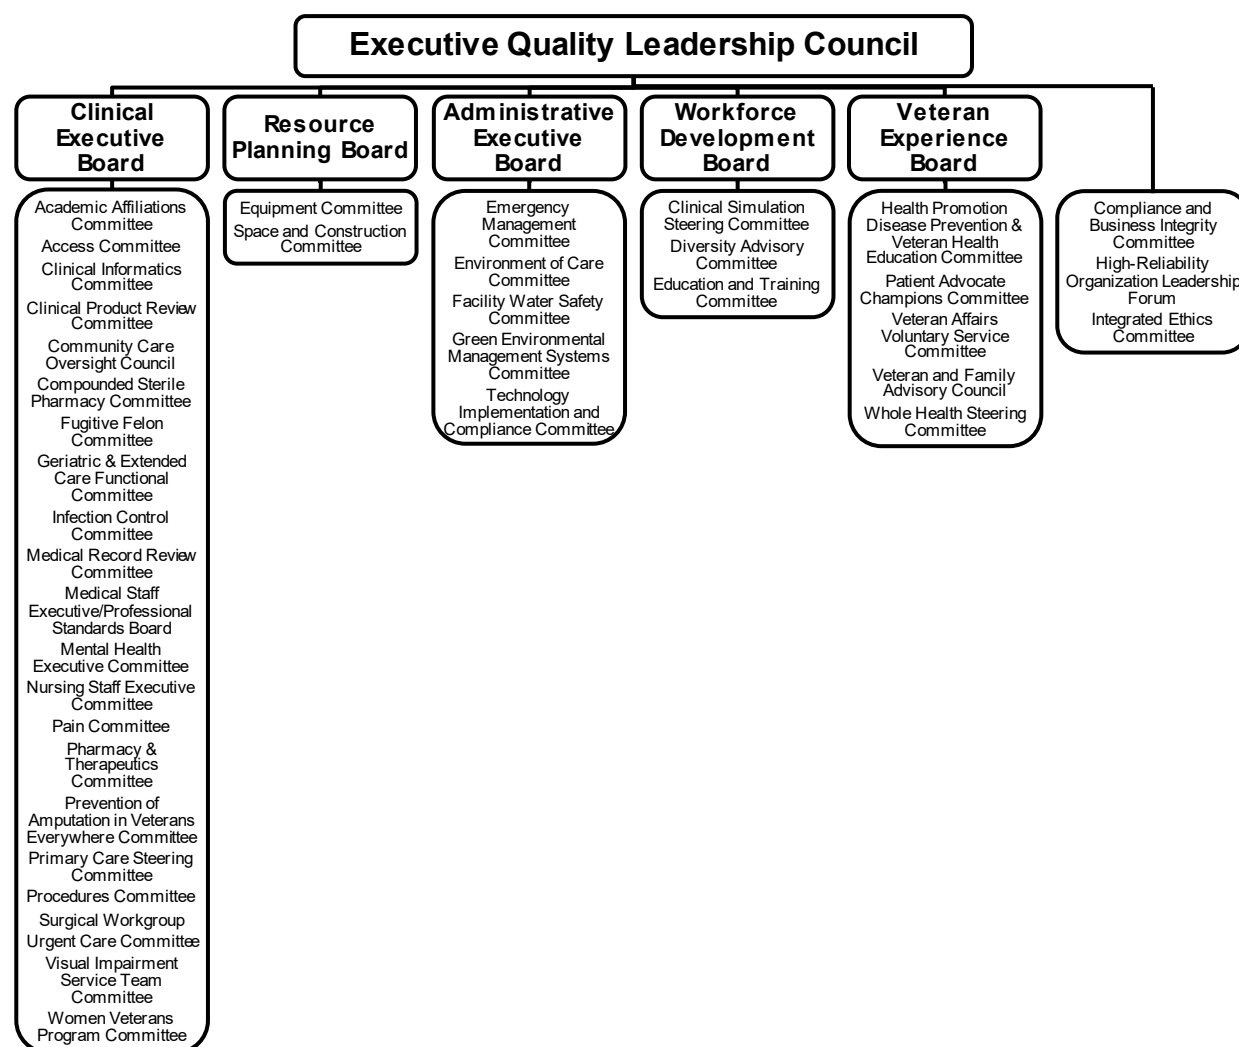 Executive Quality Leadership Council
Clinical
Executive
Board
Resource
Planning Board
Administrative
Executive
Board
Workforce
Development
Board
Veteran
Experience
Board
Academic Affiliations
Committee
Access Committee
Clinical Informatics
Committee
Clinical Product Review
Committee
Community Care
Oversight Council
Compounded Sterile
Pharmacy Committee
Fugitive Felon
Committee
Geriatric & Extended
Care Functional
Committee
Infection Control
Committee
Medical Record Review
Committee
Medical Staff
Executive/Professional
Standards Board
Mental Health
Executive Committee
Nursing Staff Executive
Committee
Pain Committee
Pharmacy &
Therapeutics
Committee
Prevention of
Amputation in Veterans
Everywhere Committee
Primary Care Steering
Committee
Procedures Committee
Surgical Workgroup
Urgent Care Committee
Visual Impairment
Service Team
Committee
Women Veterans
Program Committee
Equipment Committee
Space and Construction
Committee
Emergency
Management
Committee
Environment of Care
Committee
Facility Water Safety
Committee
Green Environmental
Management Systems
Committee
Technology
Implementation and
Compliance Committee
Clinical Simulation
Steering Committee
Diversity Advisory
Committee
Education and Training
Committee
Health Promotion
Disease Prevention &
Veteran Health
Education Committee
Patient Advocate
Champions Committee
Veteran Affairs
Voluntary Service
Committee
Veteran and Family
Advisory Council
Whole Health Steering
Committee
Compliance and
Business Integrity
Committee
High-Reliability
Organization Leadership
Forum
Integrated Ethics
Committee